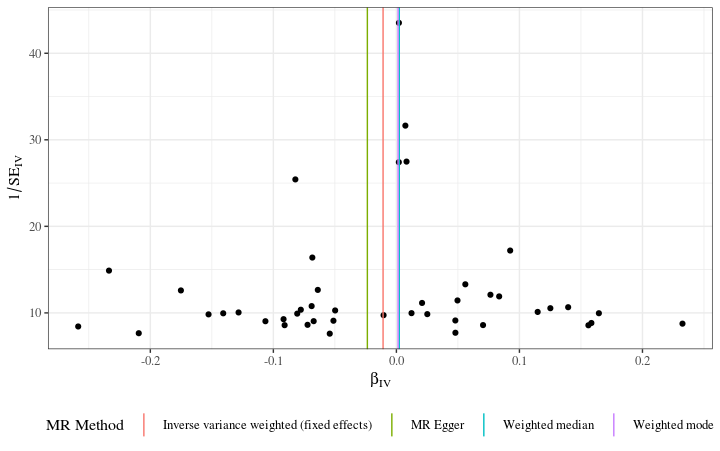 40
30
20
10
1/SE_IV
-0.2 -0.1 0.0 0.1 0.2
β_IV
MR Method Inverse variance weighted (fixed effects) MR Egger Weighted median Weighted mode